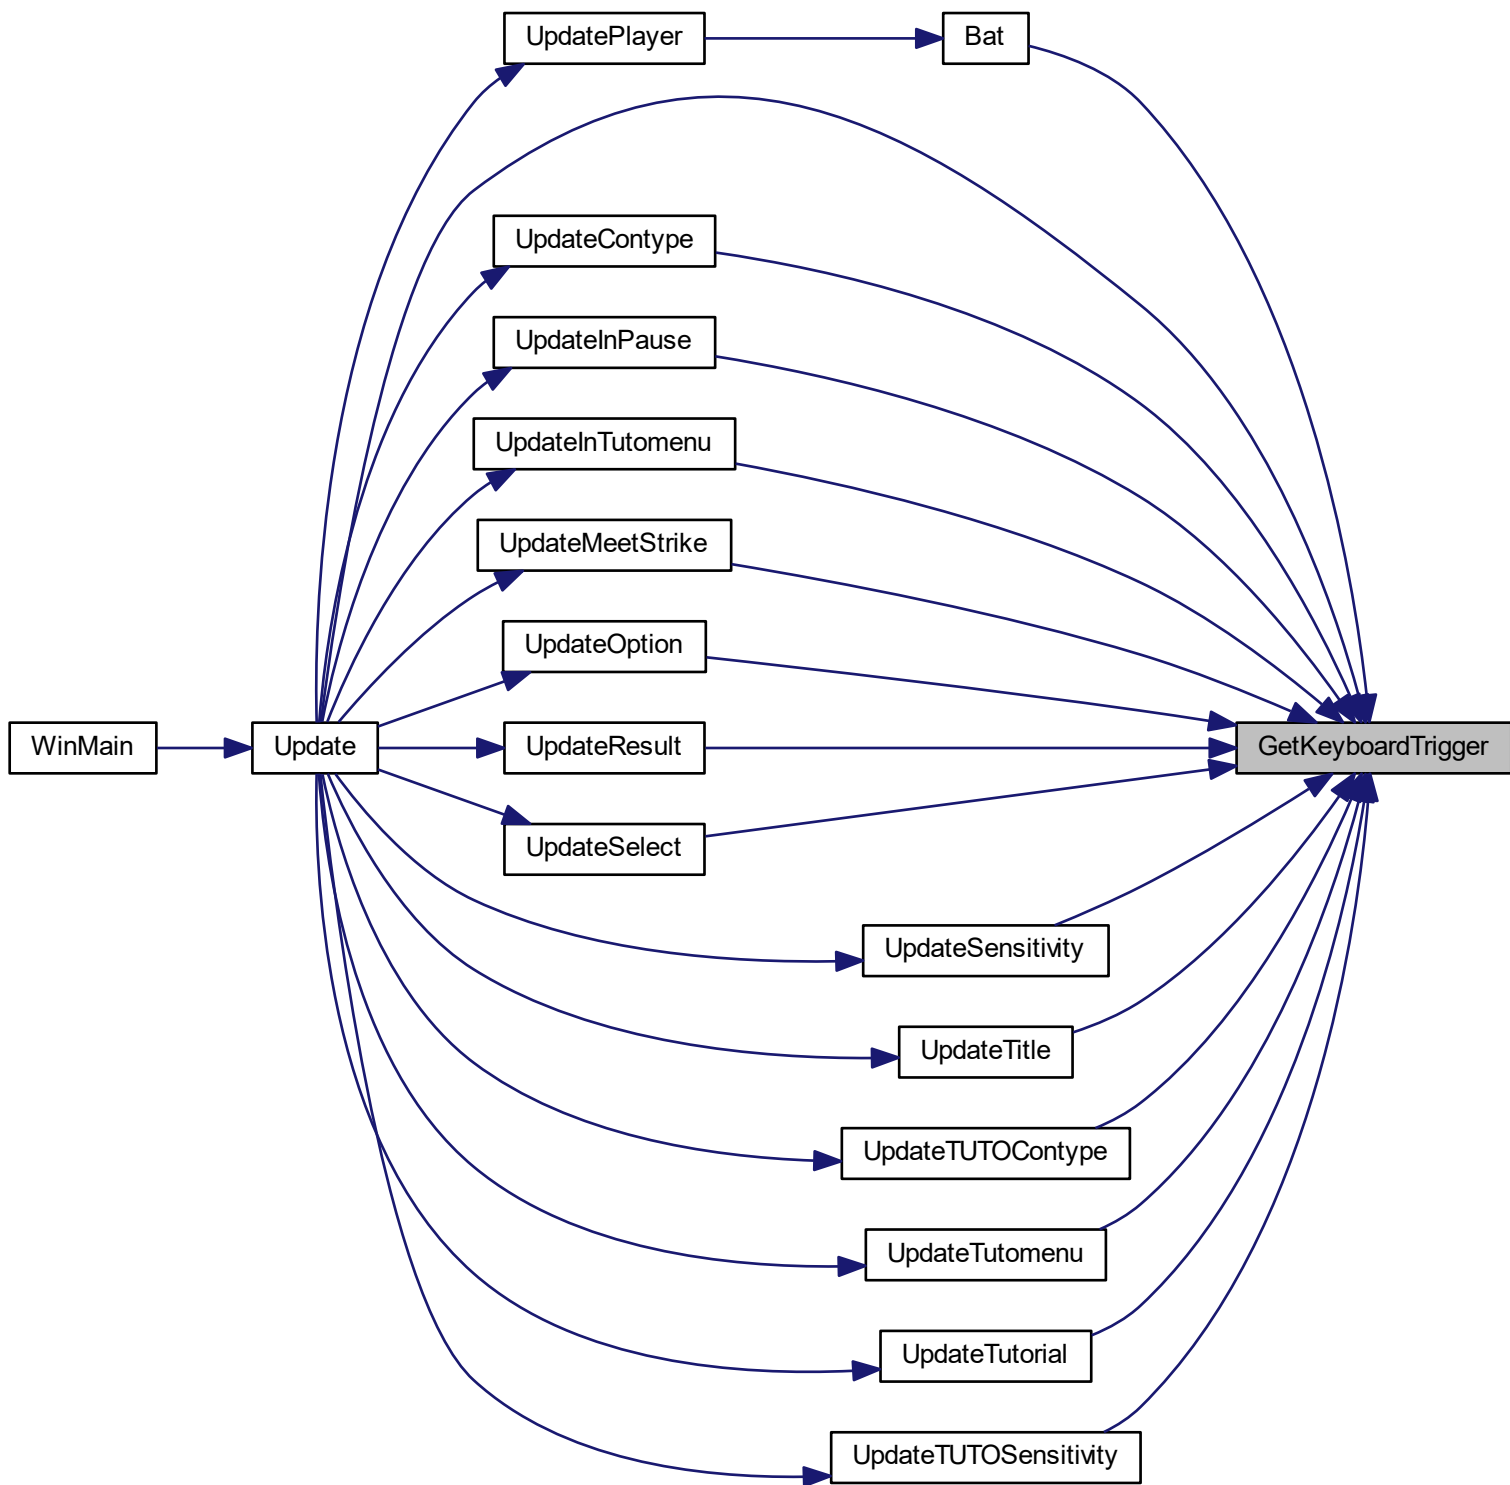 UpdatePlayer
Bat
UpdateContype
UpdateInPause
UpdateInTutomenu
UpdateMeetStrike
UpdateOption
WinMain
Update
UpdateResult
GetKeyboardTrigger
UpdateSelect
UpdateSensitivity
UpdateTitle
UpdateTUTOContype
UpdateTutomenu
UpdateTutorial
UpdateTUTOSensitivity